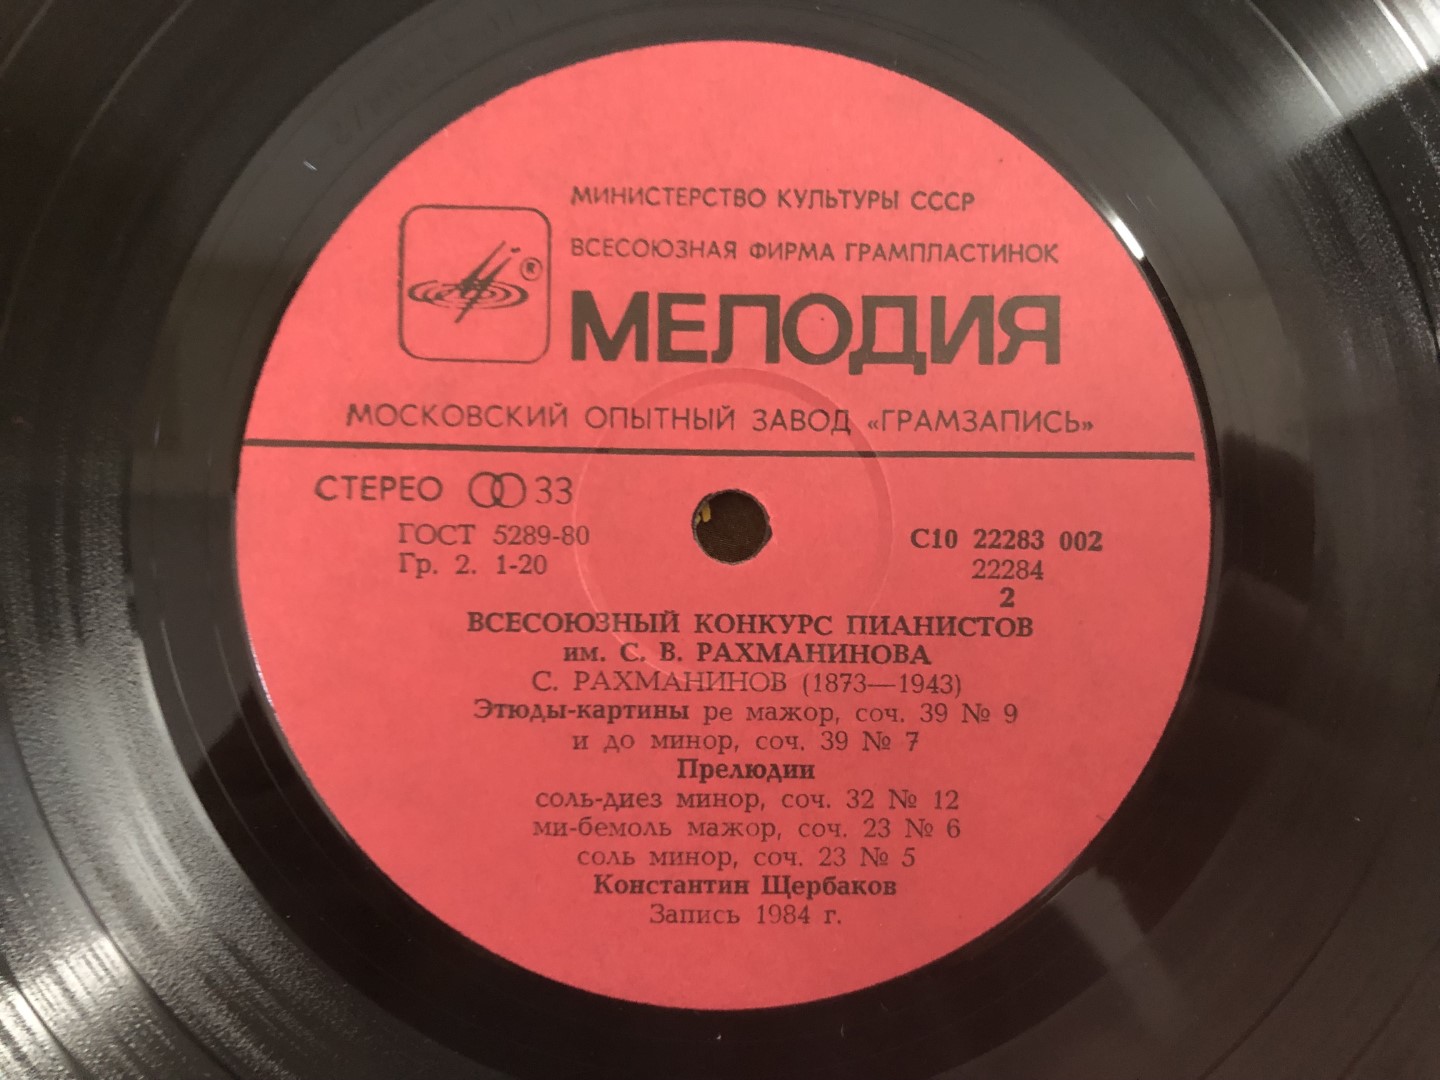 МИНИСТЕРСТВО КУЛЬТУРЫ СССР
ВСЕСОЮЗНАЯ ФИРМА ГРАМПЛАСТИНОК
®
МЕЛОДИЯ
МОСКОВСКИЙ ОПЫТНЫЙ ЗАВОД «ГРАМЗАПИСЬ»
СТЕРЕО 33
ГОСТ 5289-80
Гр. 2. 1-20
С10 22283 002
22284
2
ВСЕСОЮЗНЫЙ КОНКУРС ПИАНИСТОВ
им. С. В. РАХМАНИНОВА
С. РАХМАНИНОВ (1873—1943)
Этюды-картины ре мажор, соч. 39 № 9
и до минор, соч. 39 № 7
Прелюдии
соль-диез минор, соч. 32 № 12
ми-бемоль мажор, соч. 23 № 6
соль минор, соч. 23 № 5
Константин Щербаков
Запись 1984 г.